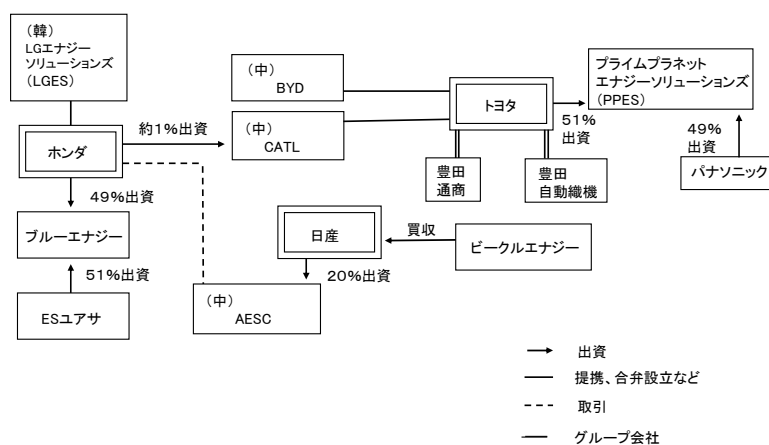 (韓)
LGエナジー
ソリューションズ
(LGES)
(中)
BYD
トヨタ
プライムプラネット
エナジーソリューションズ
(PPES)
51%
出資
約1%出資
ホンダ
(中)
CATL
49%
出資
豊田
通商
豊田
自動織機
パナソニック
49%出資
ブルーエナジー
日産
買収
ビークルエナジー
51%出資
20%出資
ESユアサ
(中)
AESC
出資
提携、合弁設立など
取引
グループ会社